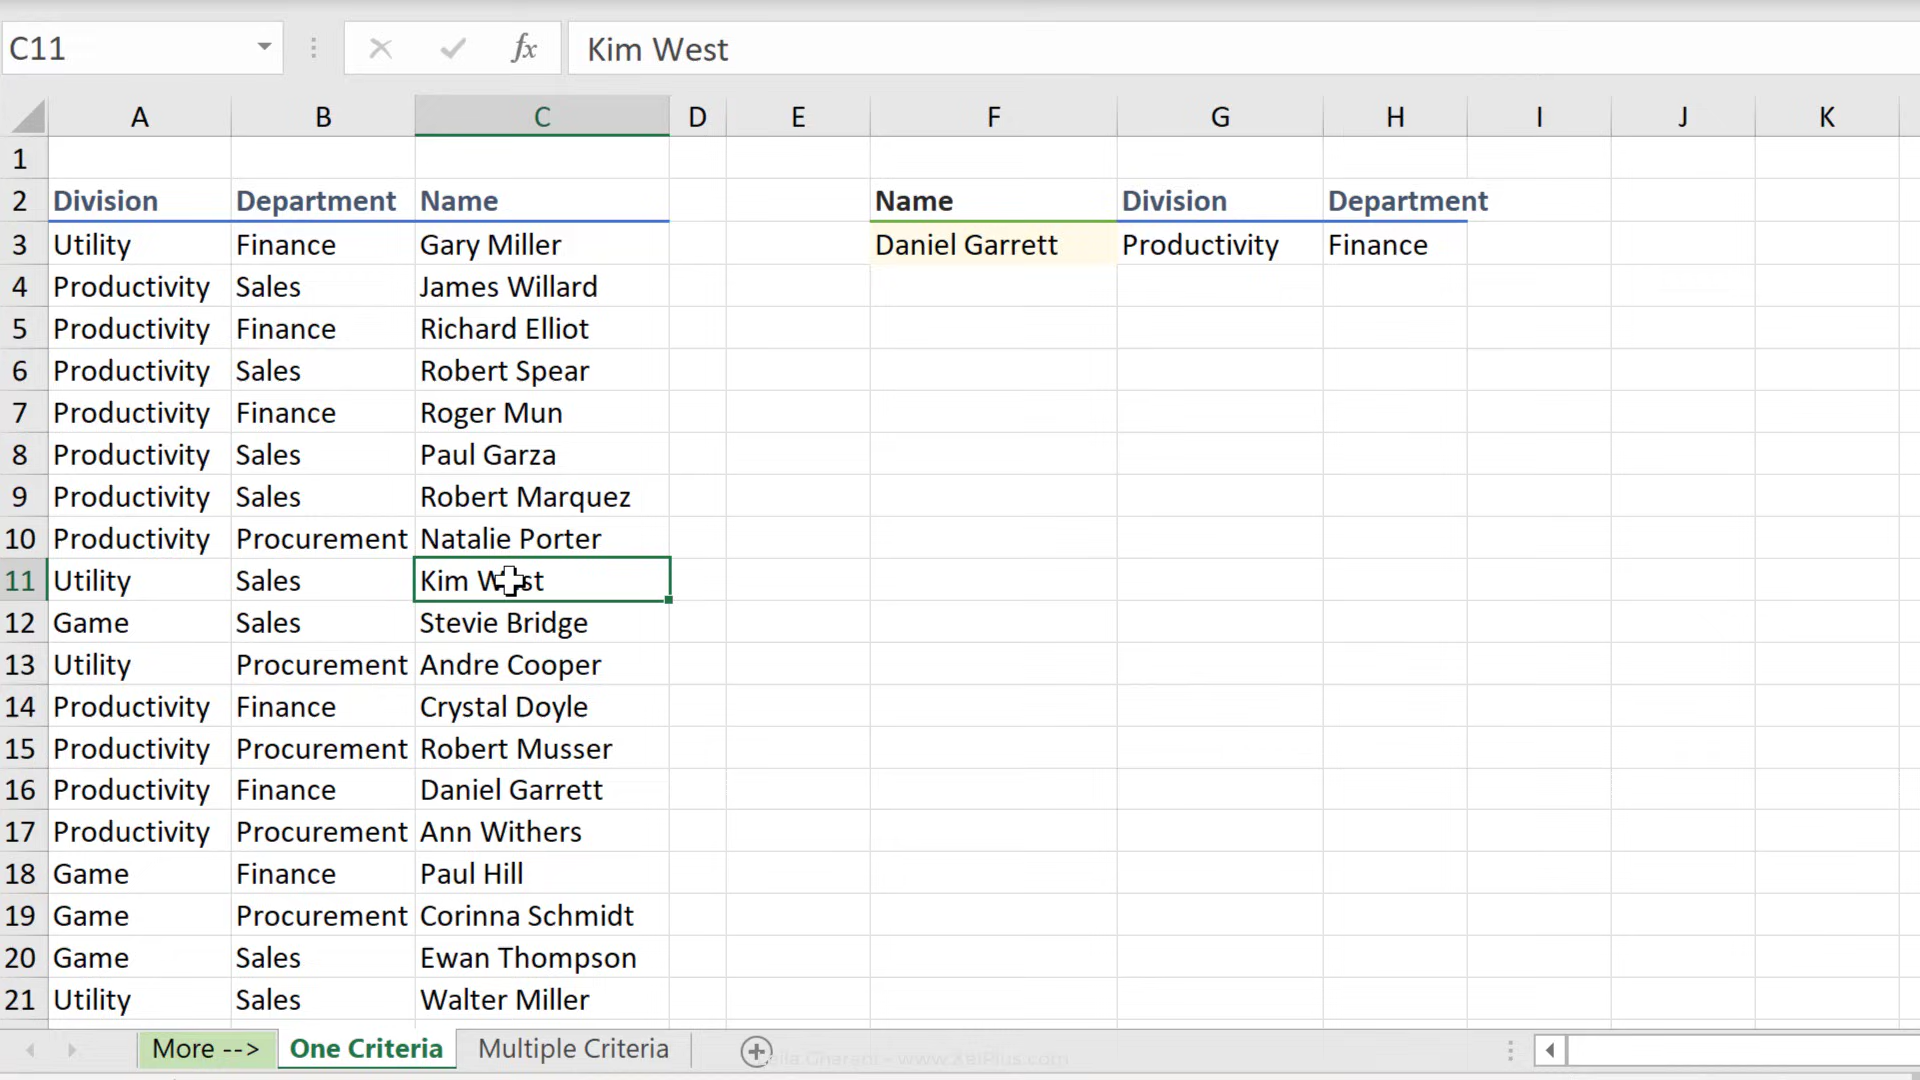 C11 fx Kim West
A B C D E F G H I J K
1
2 Division Department Name Name Division Department
3 Utility Finance Gary Miller Daniel Garrett Productivity Finance
4 Productivity Sales James Willard
5 Productivity Finance Richard Elliot
6 Productivity Sales Robert Spear
7 Productivity Finance Roger Mun
8 Productivity Sales Paul Garza
9 Productivity Sales Robert Marquez
10 Productivity Procurement Natalie Porter
11 Utility Sales Kim West
12 Game Sales Stevie Bridge
13 Utility Procurement Andre Cooper
14 Productivity Finance Crystal Doyle
15 Productivity Procurement Robert Musser
16 Productivity Finance Daniel Garrett
17 Productivity Procurement Ann Withers
18 Game Finance Paul Hill
19 Game Procurement Corinna Schmidt
20 Game Sales Ewan Thompson
21 Utility Sales Walter Miller
More --> One Criteria Multiple Criteria
- www.XelPlus.com